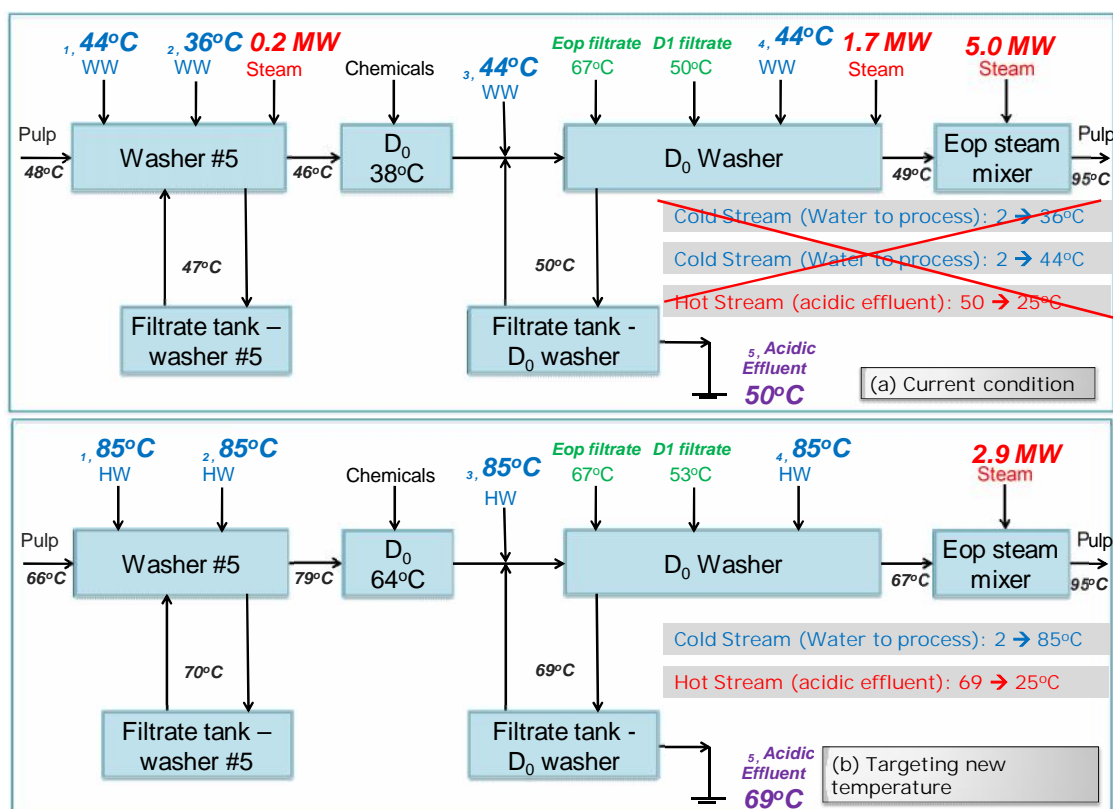 1, 44°C
WW
2, 36°C
WW
0.2 MW
Steam
Chemicals
3, 44°C
WW
Eop filtrate
67°C
D1 filtrate
50°C
4, 44°C
WW
1.7 MW
Steam
5.0 MW
Steam
Pulp
48°C
Washer #5
46°C
D0
38°C
D0 Washer
49°C
Eop steam
mixer
Pulp
95°C
47°C
50°C
Cold Stream (Water to process): 2 → 36°C
Cold Stream (Water to process): 2 → 44°C
Hot Stream (acidic effluent): 50 → 25°C
Filtrate tank –
washer #5
Filtrate tank -
D0 washer
5, Acidic
Effluent
50°C
(a) Current condition
1, 85°C
HW
2, 85°C
HW
Chemicals
3, 85°C
HW
Eop filtrate
67°C
D1 filtrate
53°C
4, 85°C
HW
2.9 MW
Steam
Pulp
66°C
Washer #5
79°C
D0
64°C
D0 Washer
67°C
Eop steam
mixer
Pulp
95°C
70°C
69°C
Cold Stream (Water to process): 2 → 85°C
Hot Stream (acidic effluent): 69 → 25°C
Filtrate tank –
washer #5
Filtrate tank -
D0 washer
5, Acidic
Effluent
69°C
(b) Targeting new
temperature